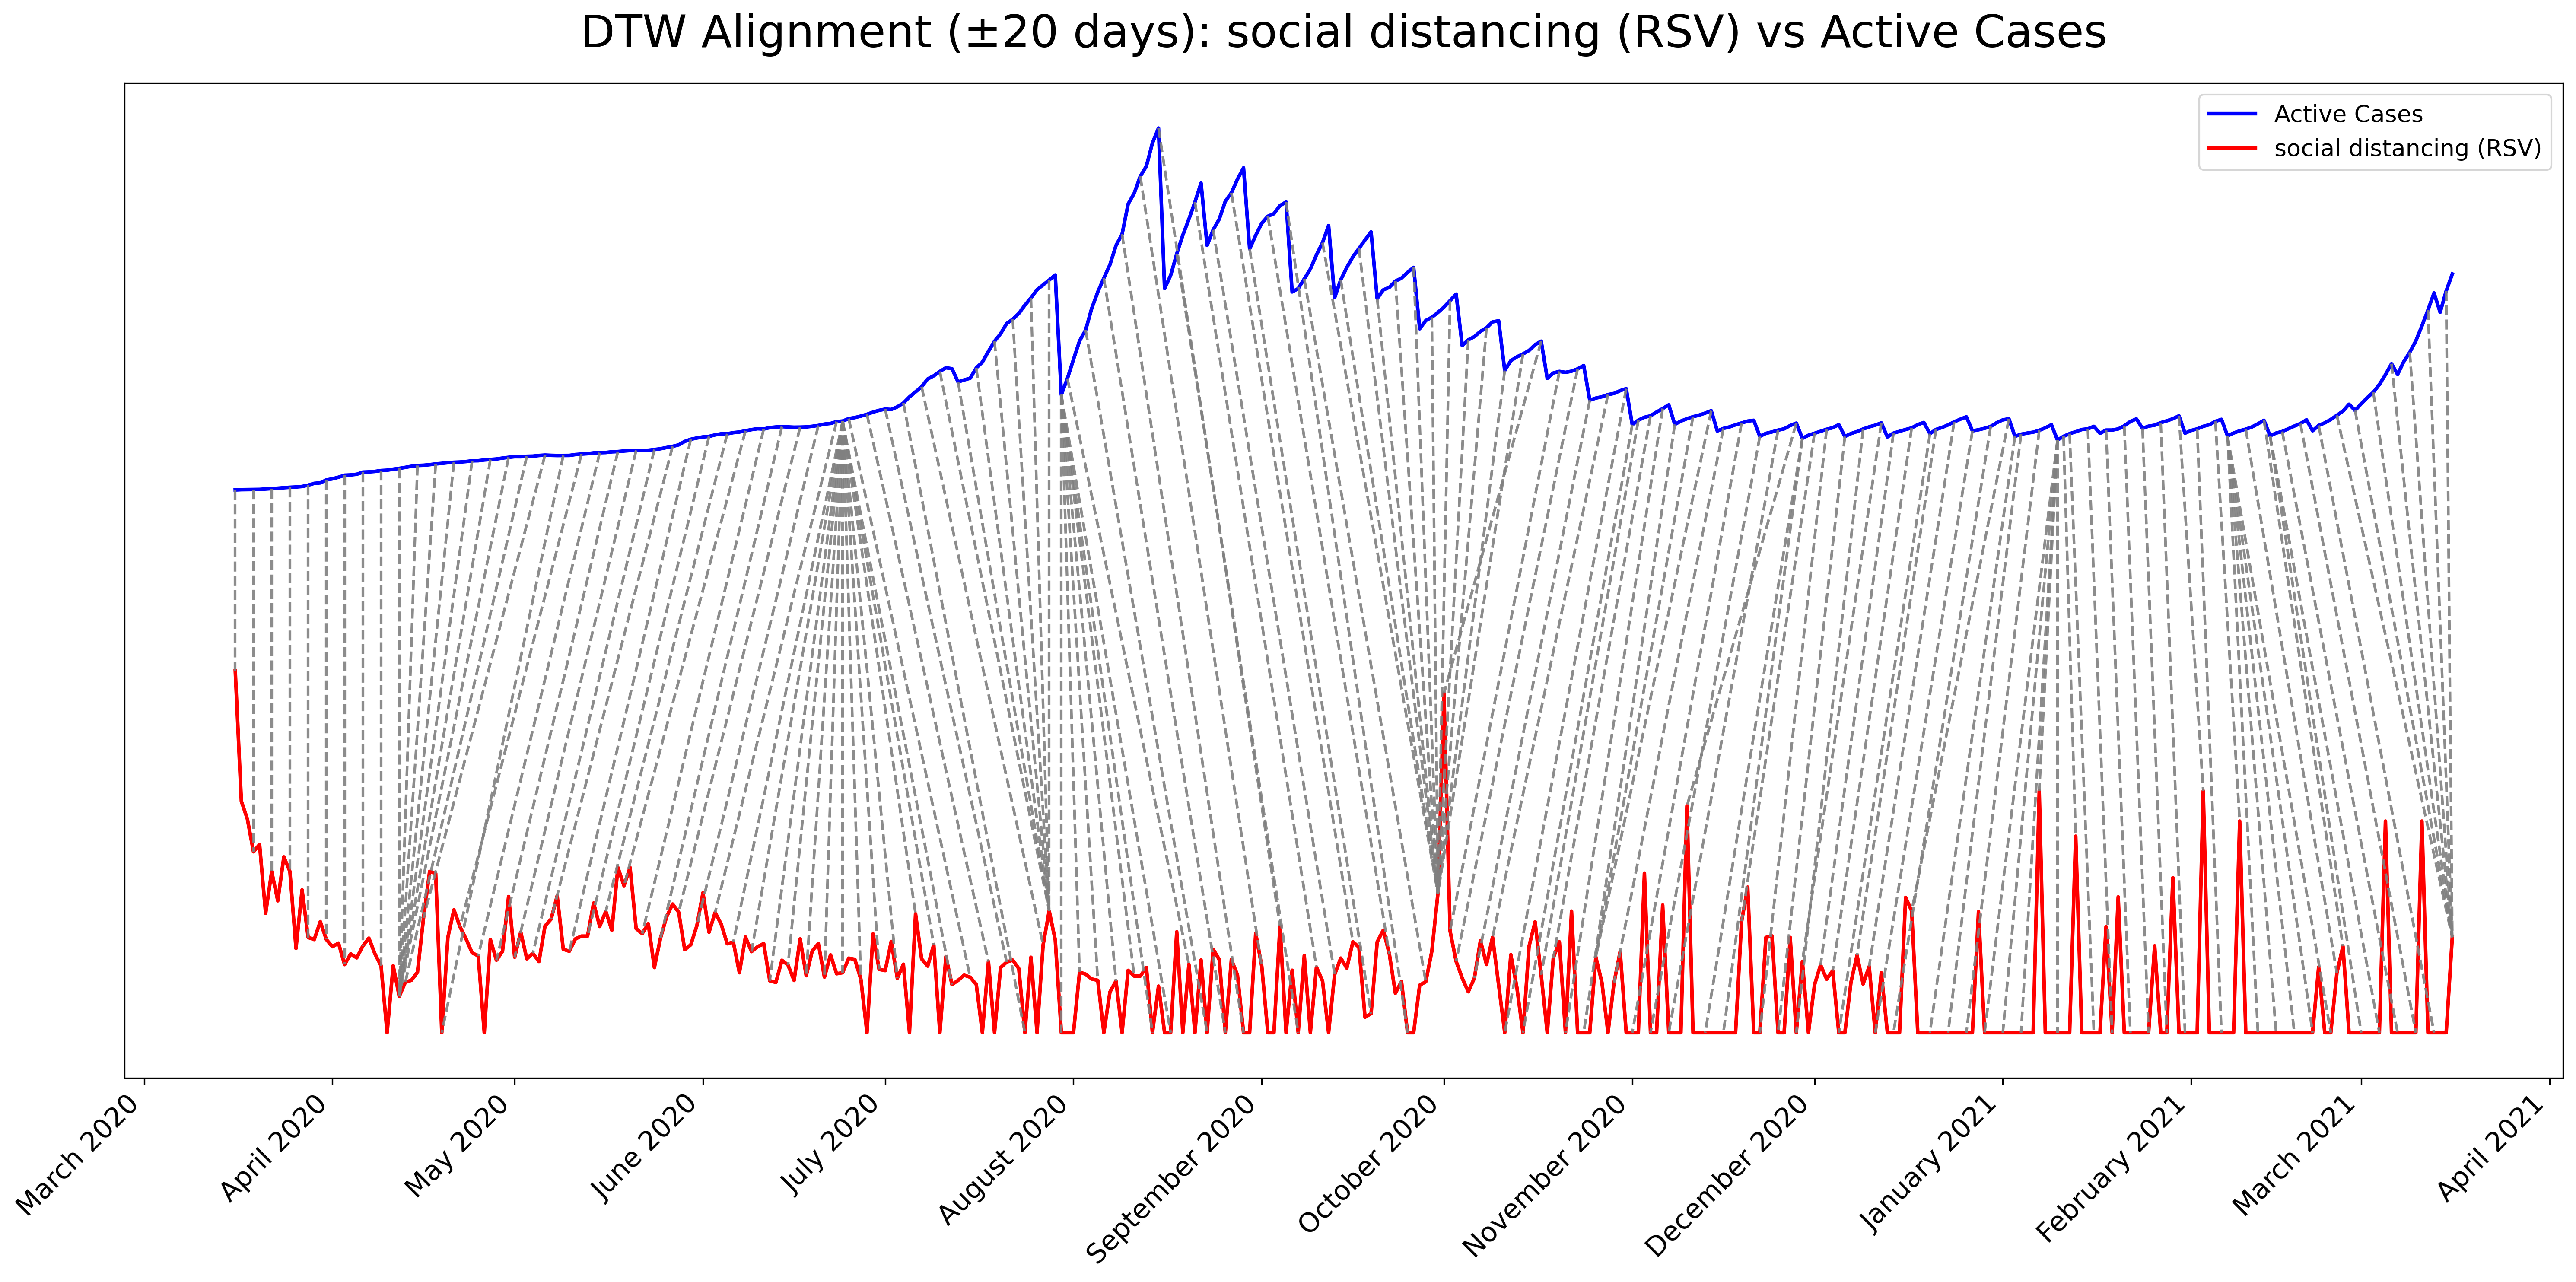 DTW Alignment (±20 days): social distancing (RSV) vs Active Cases
Active Cases
social distancing (RSV)
March 2020
April 2020
May 2020
June 2020
July 2020
August 2020
September 2020
October 2020
November 2020
December 2020
January 2021
February 2021
March 2021
April 2021